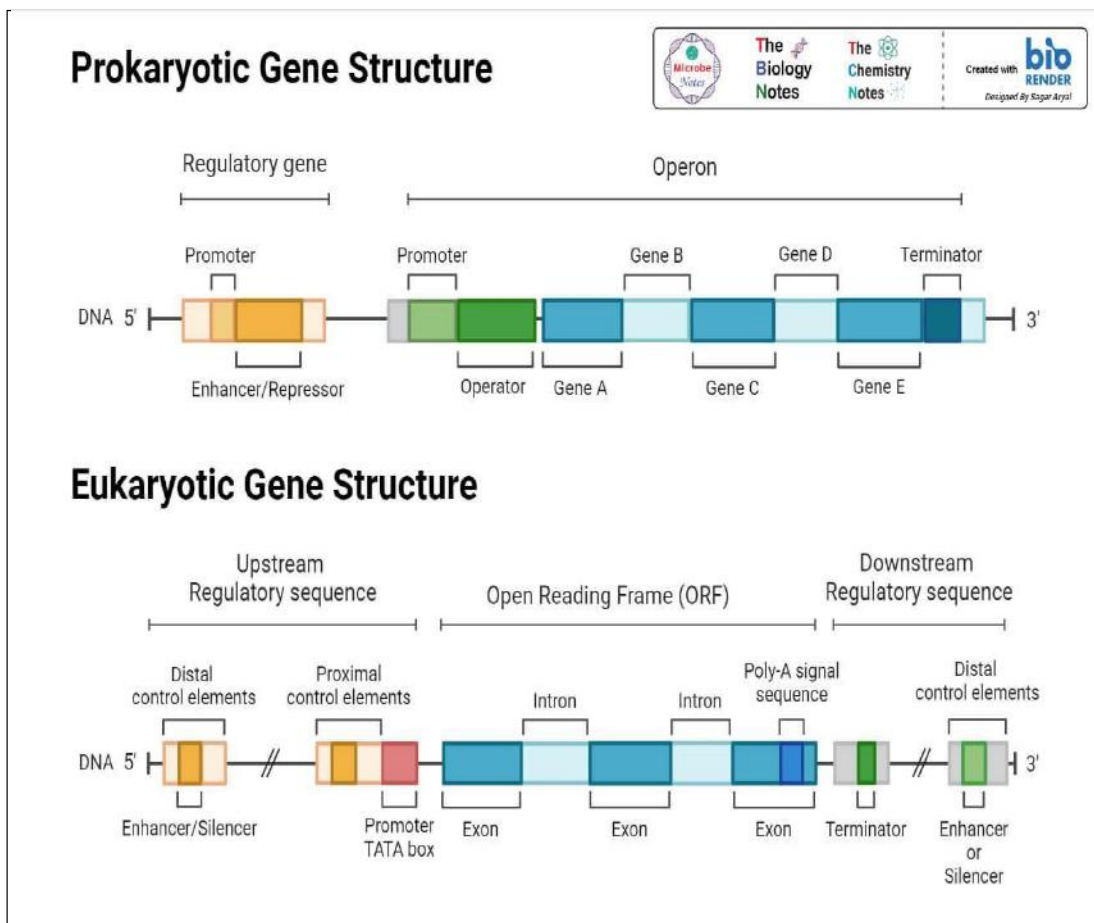 Prokaryotic Gene Structure
Microbe
Notes
The
Biology
Notes
The
Chemistry
Notes
Created with
bio
RENDER
Designed By Sagar Aryal
Regulatory gene
Operon
Promoter
Promoter
Gene B
Gene D
Terminator
DNA 5'
3'
Enhancer/Repressor
Operator
Gene A
Gene C
Gene E
Eukaryotic Gene Structure
Upstream
Regulatory sequence
Open Reading Frame (ORF)
Downstream
Regulatory sequence
Distal
control elements
Proximal
control elements
Intron
Intron
Poly-A signal
sequence
Distal
control elements
DNA 5'
3'
Enhancer/Silencer
Promoter
TATA box
Exon
Exon
Exon
Terminator
Enhancer
or
Silencer